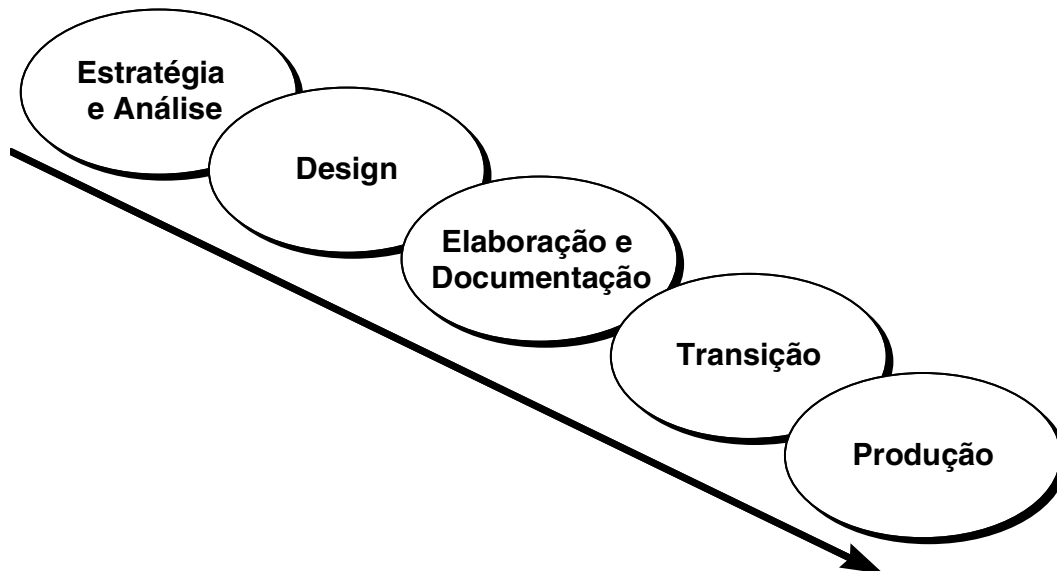 Estratégia
e Análise
Design
Elaboração e
Documentação
Transição
Produção